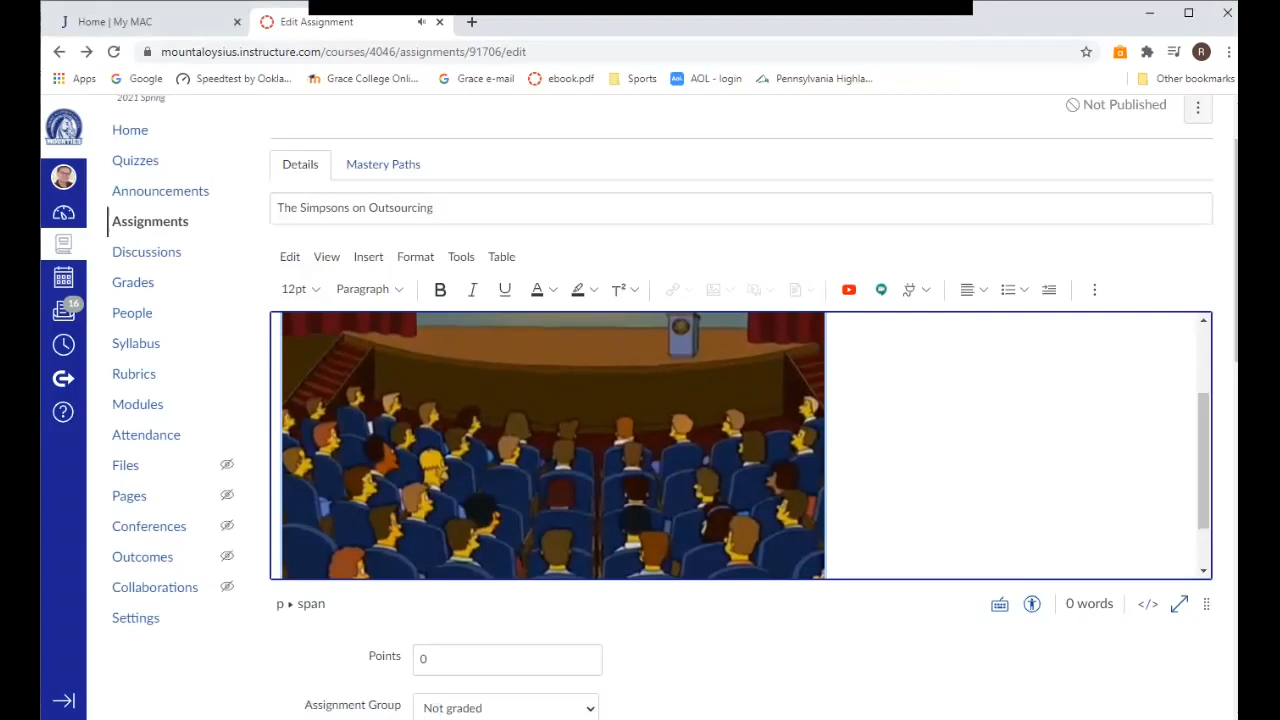 Home | My MAC
Edit Assignment
mountaloysius.instructure.com/courses/4046/assignments/91706/edit
R
Apps
Google
Speedtest by Ookla...
Grace College Onli...
Grace e-mail
ebook.pdf
Sports
Aol.
AOL - login
Pennsylvania Highla...
Other bookmarks
2021 Spring
Not Published
MOUNTIES
Home
Quizzes
Announcements
Assignments
Discussions
Grades
People
Syllabus
Rubrics
Modules
Attendance
Files
Pages
Conferences
Outcomes
Collaborations
Settings
16
Details
Mastery Paths
The Simpsons on Outsourcing
Edit View Insert Format Tools Table
12pt Paragraph B I U A T²
p ▸ span
0 words
</>
Points
0
Assignment Group
Not graded